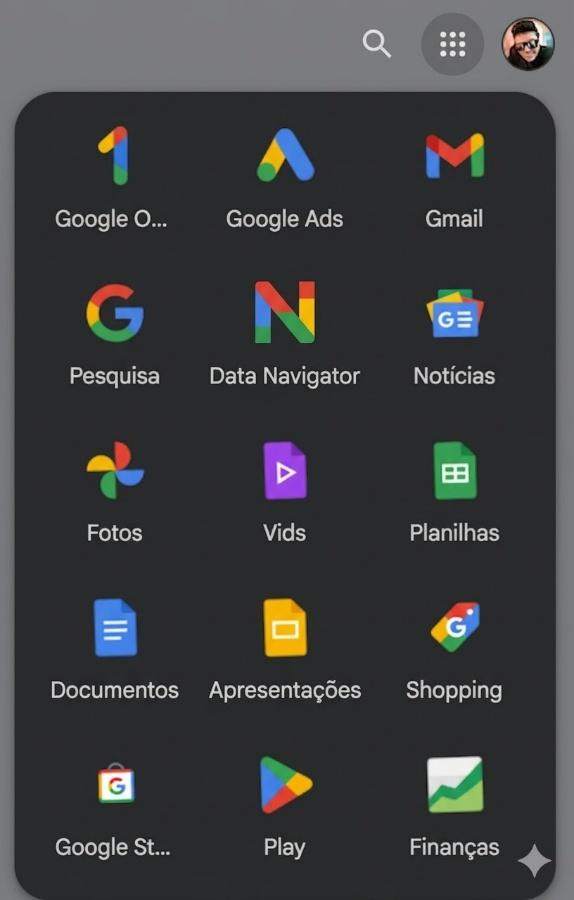 Google O...
Google Ads
Gmail
Pesquisa
Data Navigator
Notícias
Fotos
Vids
Planilhas
Documentos
Apresentações
Shopping
Google St...
Play
Finanças